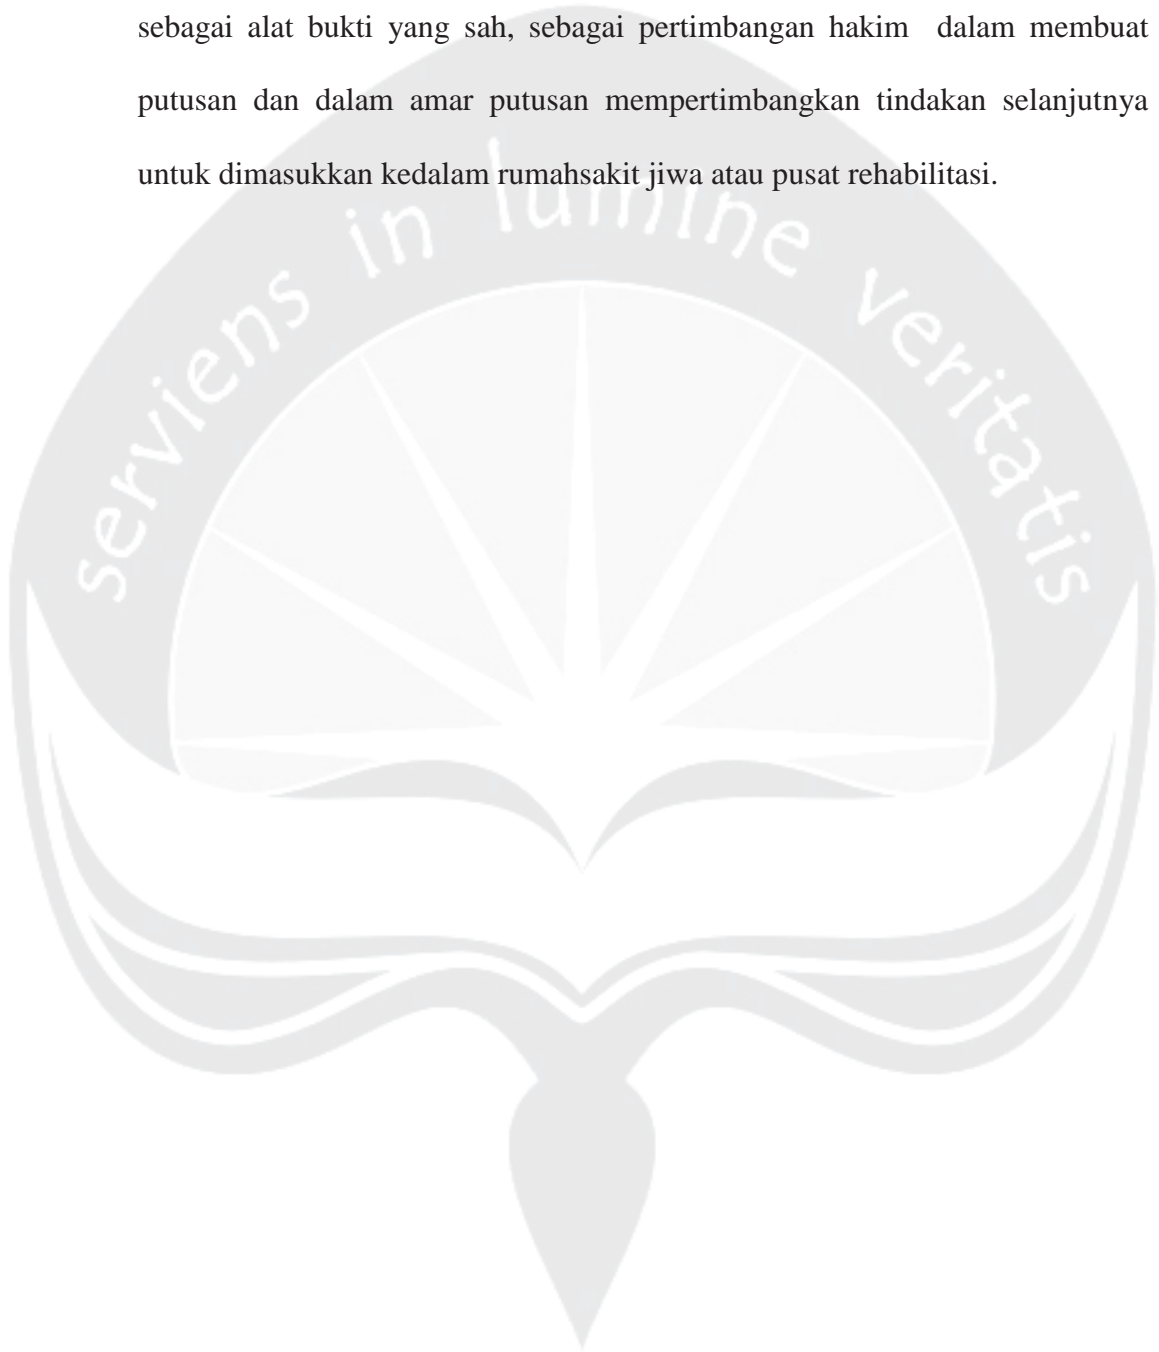 sebagai alat bukti yang sah, sebagai pertimbangan hakim  dalam membuat
putusan dan dalam amar putusan mempertimbangkan tindakan selanjutnya
untuk dimasukkan kedalam rumahsakit jiwa atau pusat rehabilitasi.
serviens in lumine veritatis